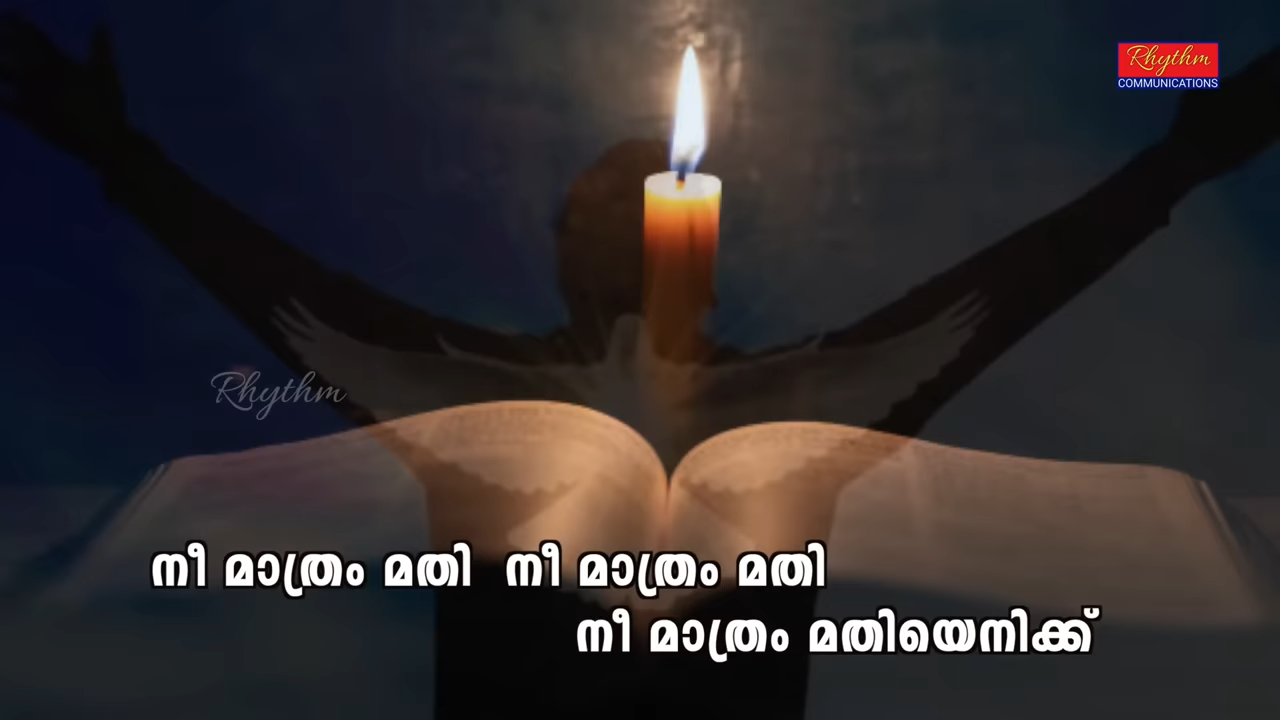 Rhythm
COMMUNICATIONS
Rhythm
നീ മാത്രം മതി നീ മാത്രം മതി
നീ മാത്രം മതിയെനിക്ക്